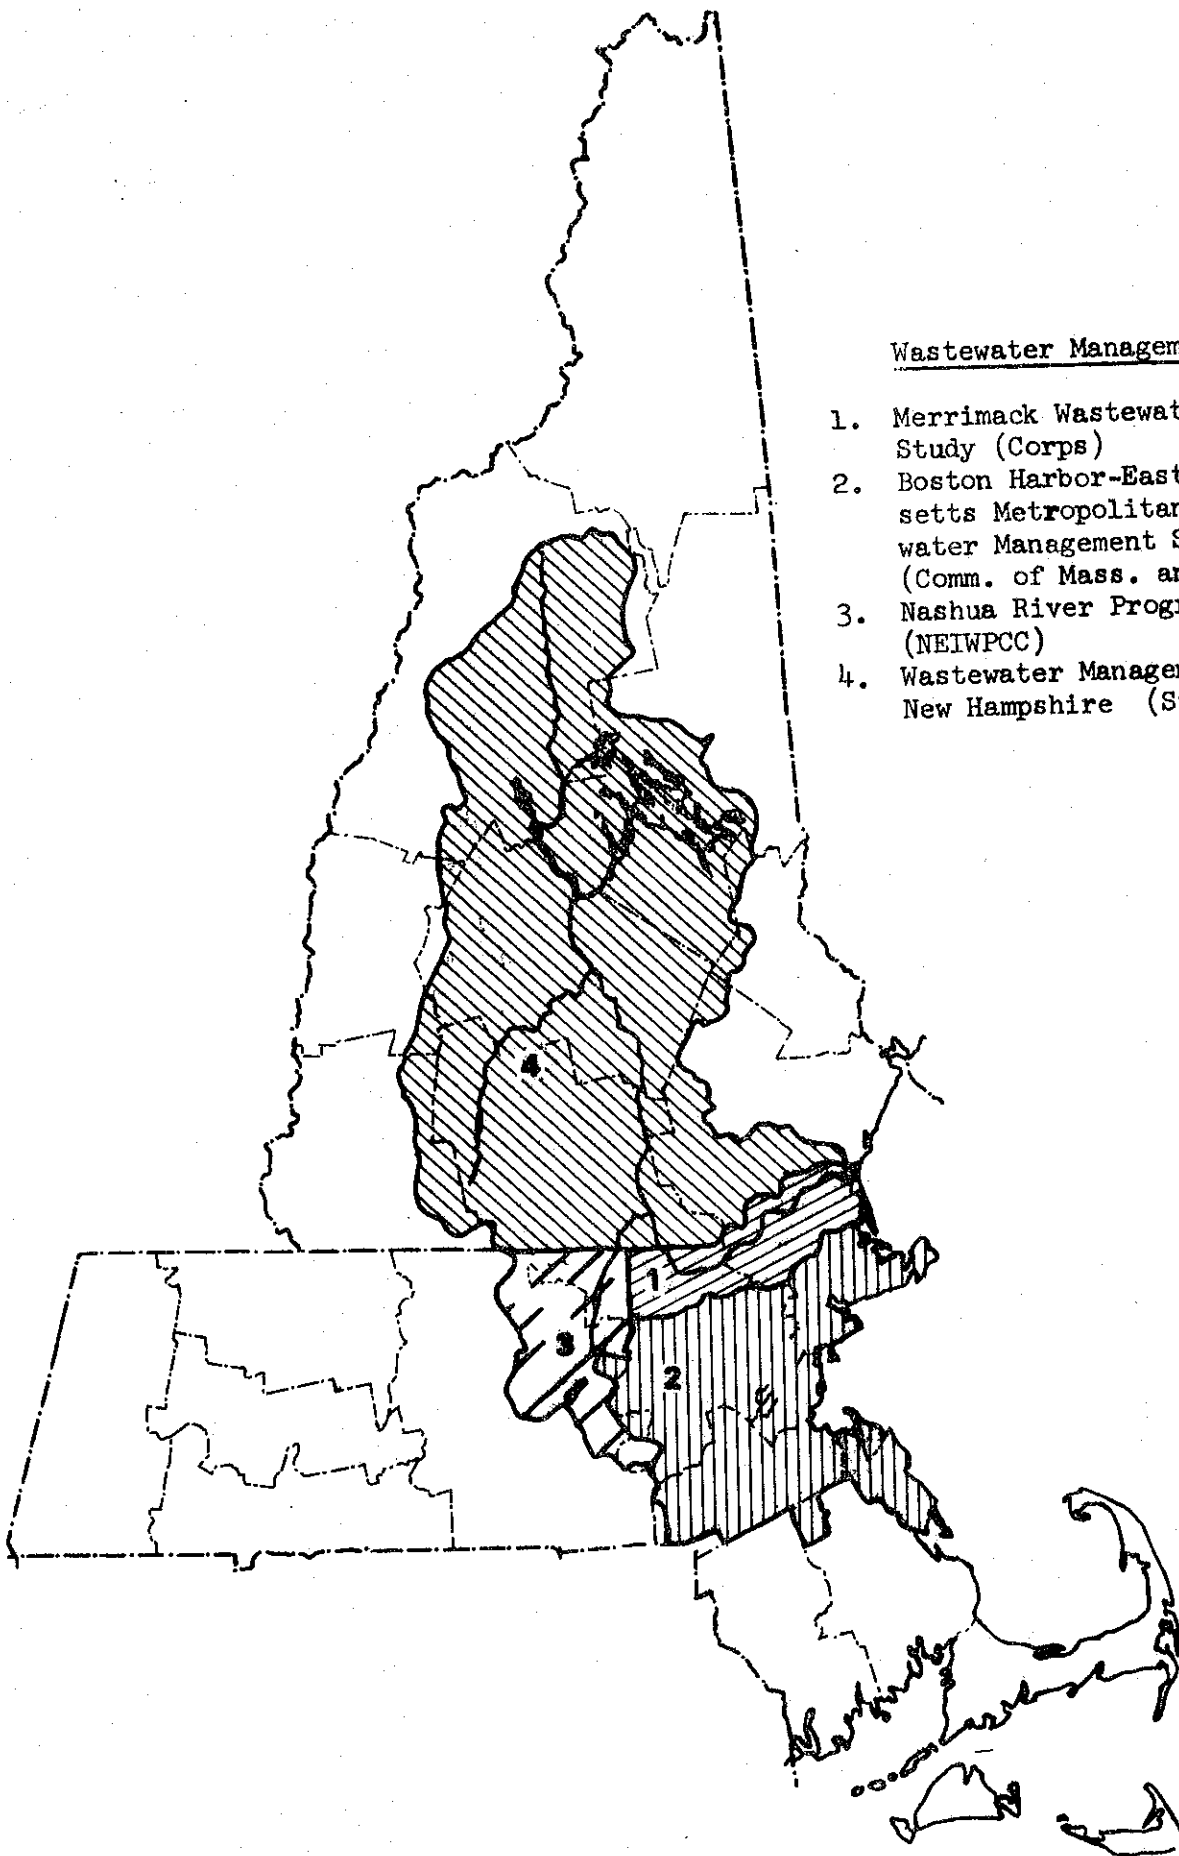 Wastewater Managem
1. Merrimack Wastewat
Study (Corps)
2. Boston Harbor-East
setts Metropolitan
water Management S
(Comm. of Mass. an
3. Nashua River Progr
(NEIWPCC)
4. Wastewater Manager
New Hampshire (S
4
1
3
2